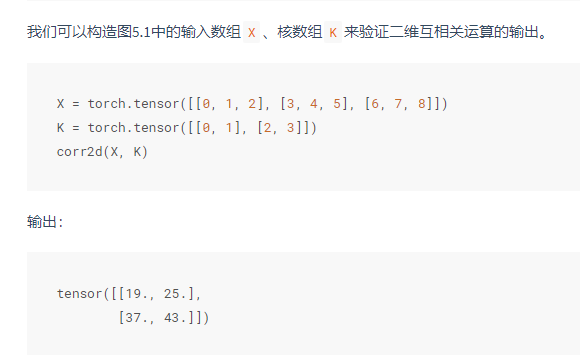 我们可以构造图5.1中的输入数组 X 、核数组 K 来验证二维互相关运算的输出。
X = torch.tensor([[0, 1, 2], [3, 4, 5], [6, 7, 8]])
K = torch.tensor([[0, 1], [2, 3]])
corr2d(X, K)
输出：
tensor([[19., 25.],
        [37., 43.]])